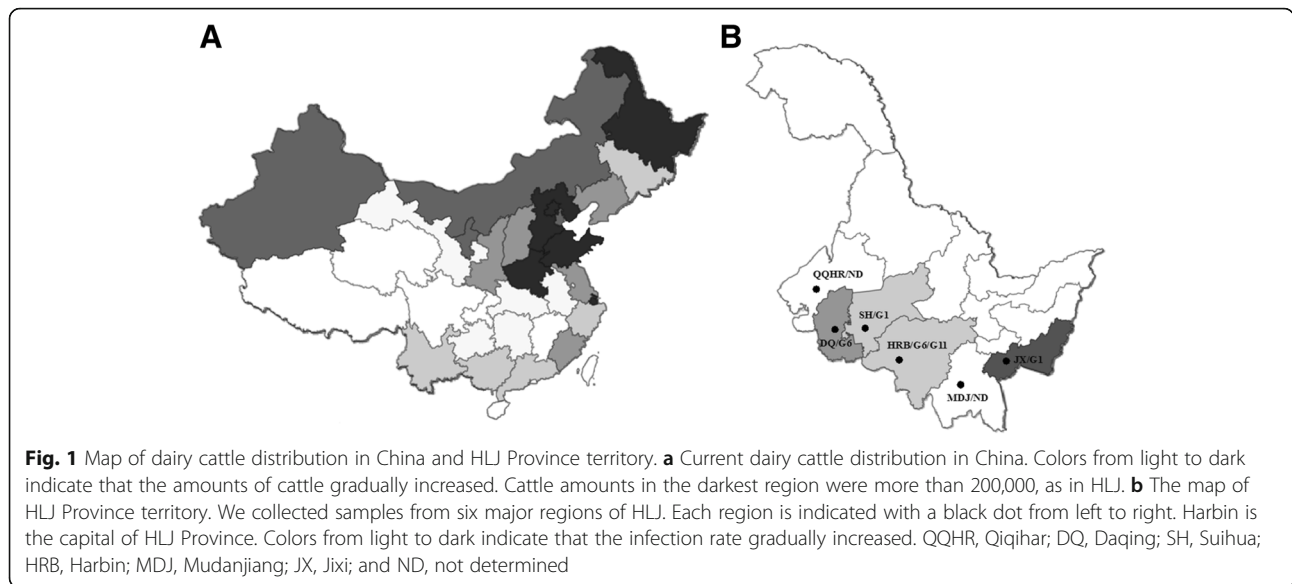 A
B
QQHR/ND
SH/G1
DQ/G6
HRB/G6/G11
JX/G1
MDJ/ND
Fig. 1 Map of dairy cattle distribution in China and HLJ Province territory. a Current dairy cattle distribution in China. Colors from light to dark
indicate that the amounts of cattle gradually increased. Cattle amounts in the darkest region were more than 200,000, as in HLJ. b The map of
HLJ Province territory. We collected samples from six major regions of HLJ. Each region is indicated with a black dot from left to right. Harbin is
the capital of HLJ Province. Colors from light to dark indicate that the infection rate gradually increased. QQHR, Qiqihar; DQ, Daqing; SH, Suihua;
HRB, Harbin; MDJ, Mudanjiang; JX, Jixi; and ND, not determined